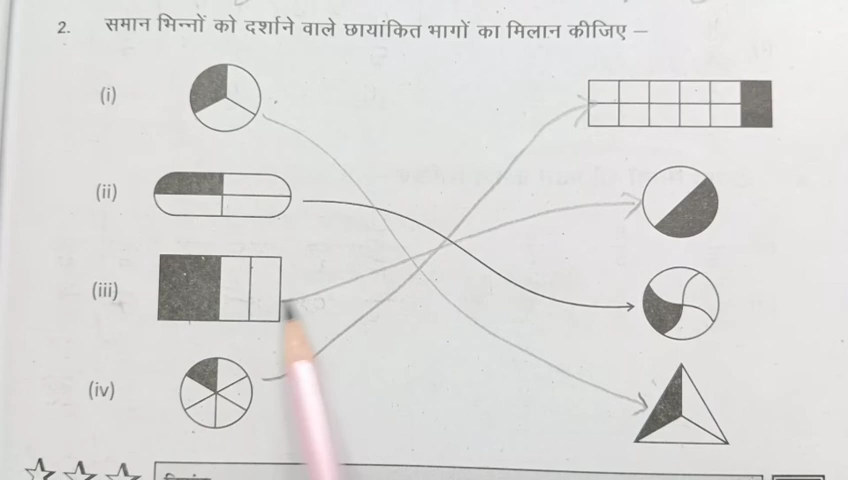 2. समान भिन्नों को दर्शाने वाले छायांकित भागों का मिलान कीजिए –
(i)
(ii)
(iii)
(iv)